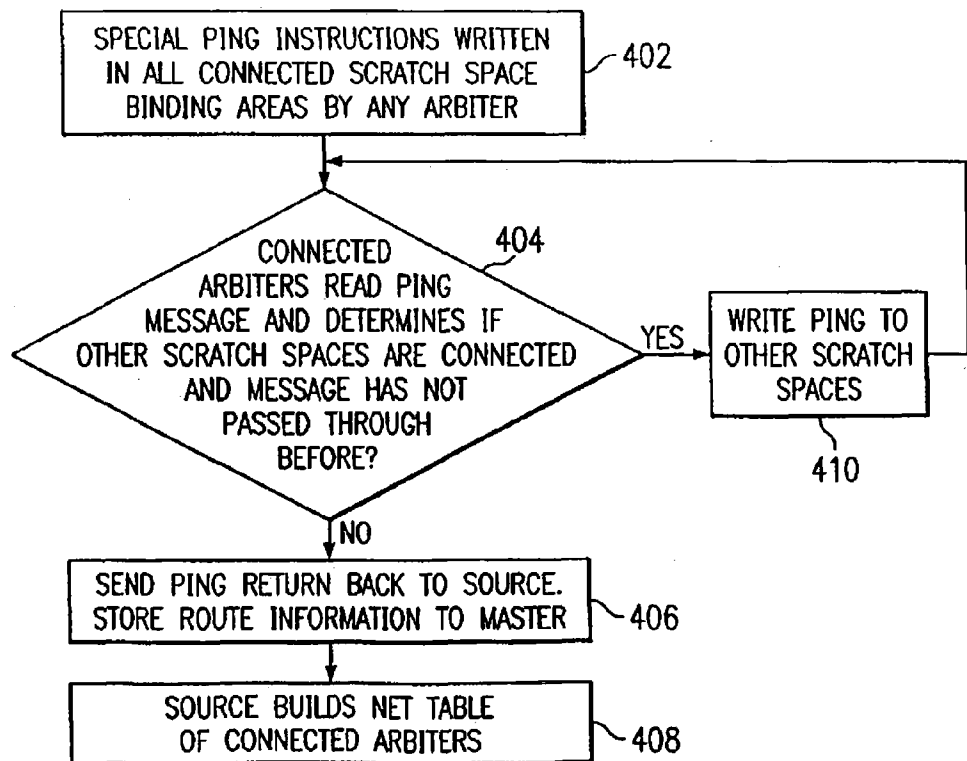 SPECIAL PING INSTRUCTIONS WRITTEN
IN ALL CONNECTED SCRATCH SPACE
BINDING AREAS BY ANY ARBITER
402
CONNECTED
ARBITERS READ PING
MESSAGE AND DETERMINES IF
OTHER SCRATCH SPACES ARE CONNECTED
AND MESSAGE HAS NOT
PASSED THROUGH
BEFORE?
404
YES
WRITE PING TO
OTHER SCRATCH
SPACES
410
NO
SEND PING RETURN BACK TO SOURCE.
STORE ROUTE INFORMATION TO MASTER
406
SOURCE BUILDS NET TABLE
OF CONNECTED ARBITERS
408